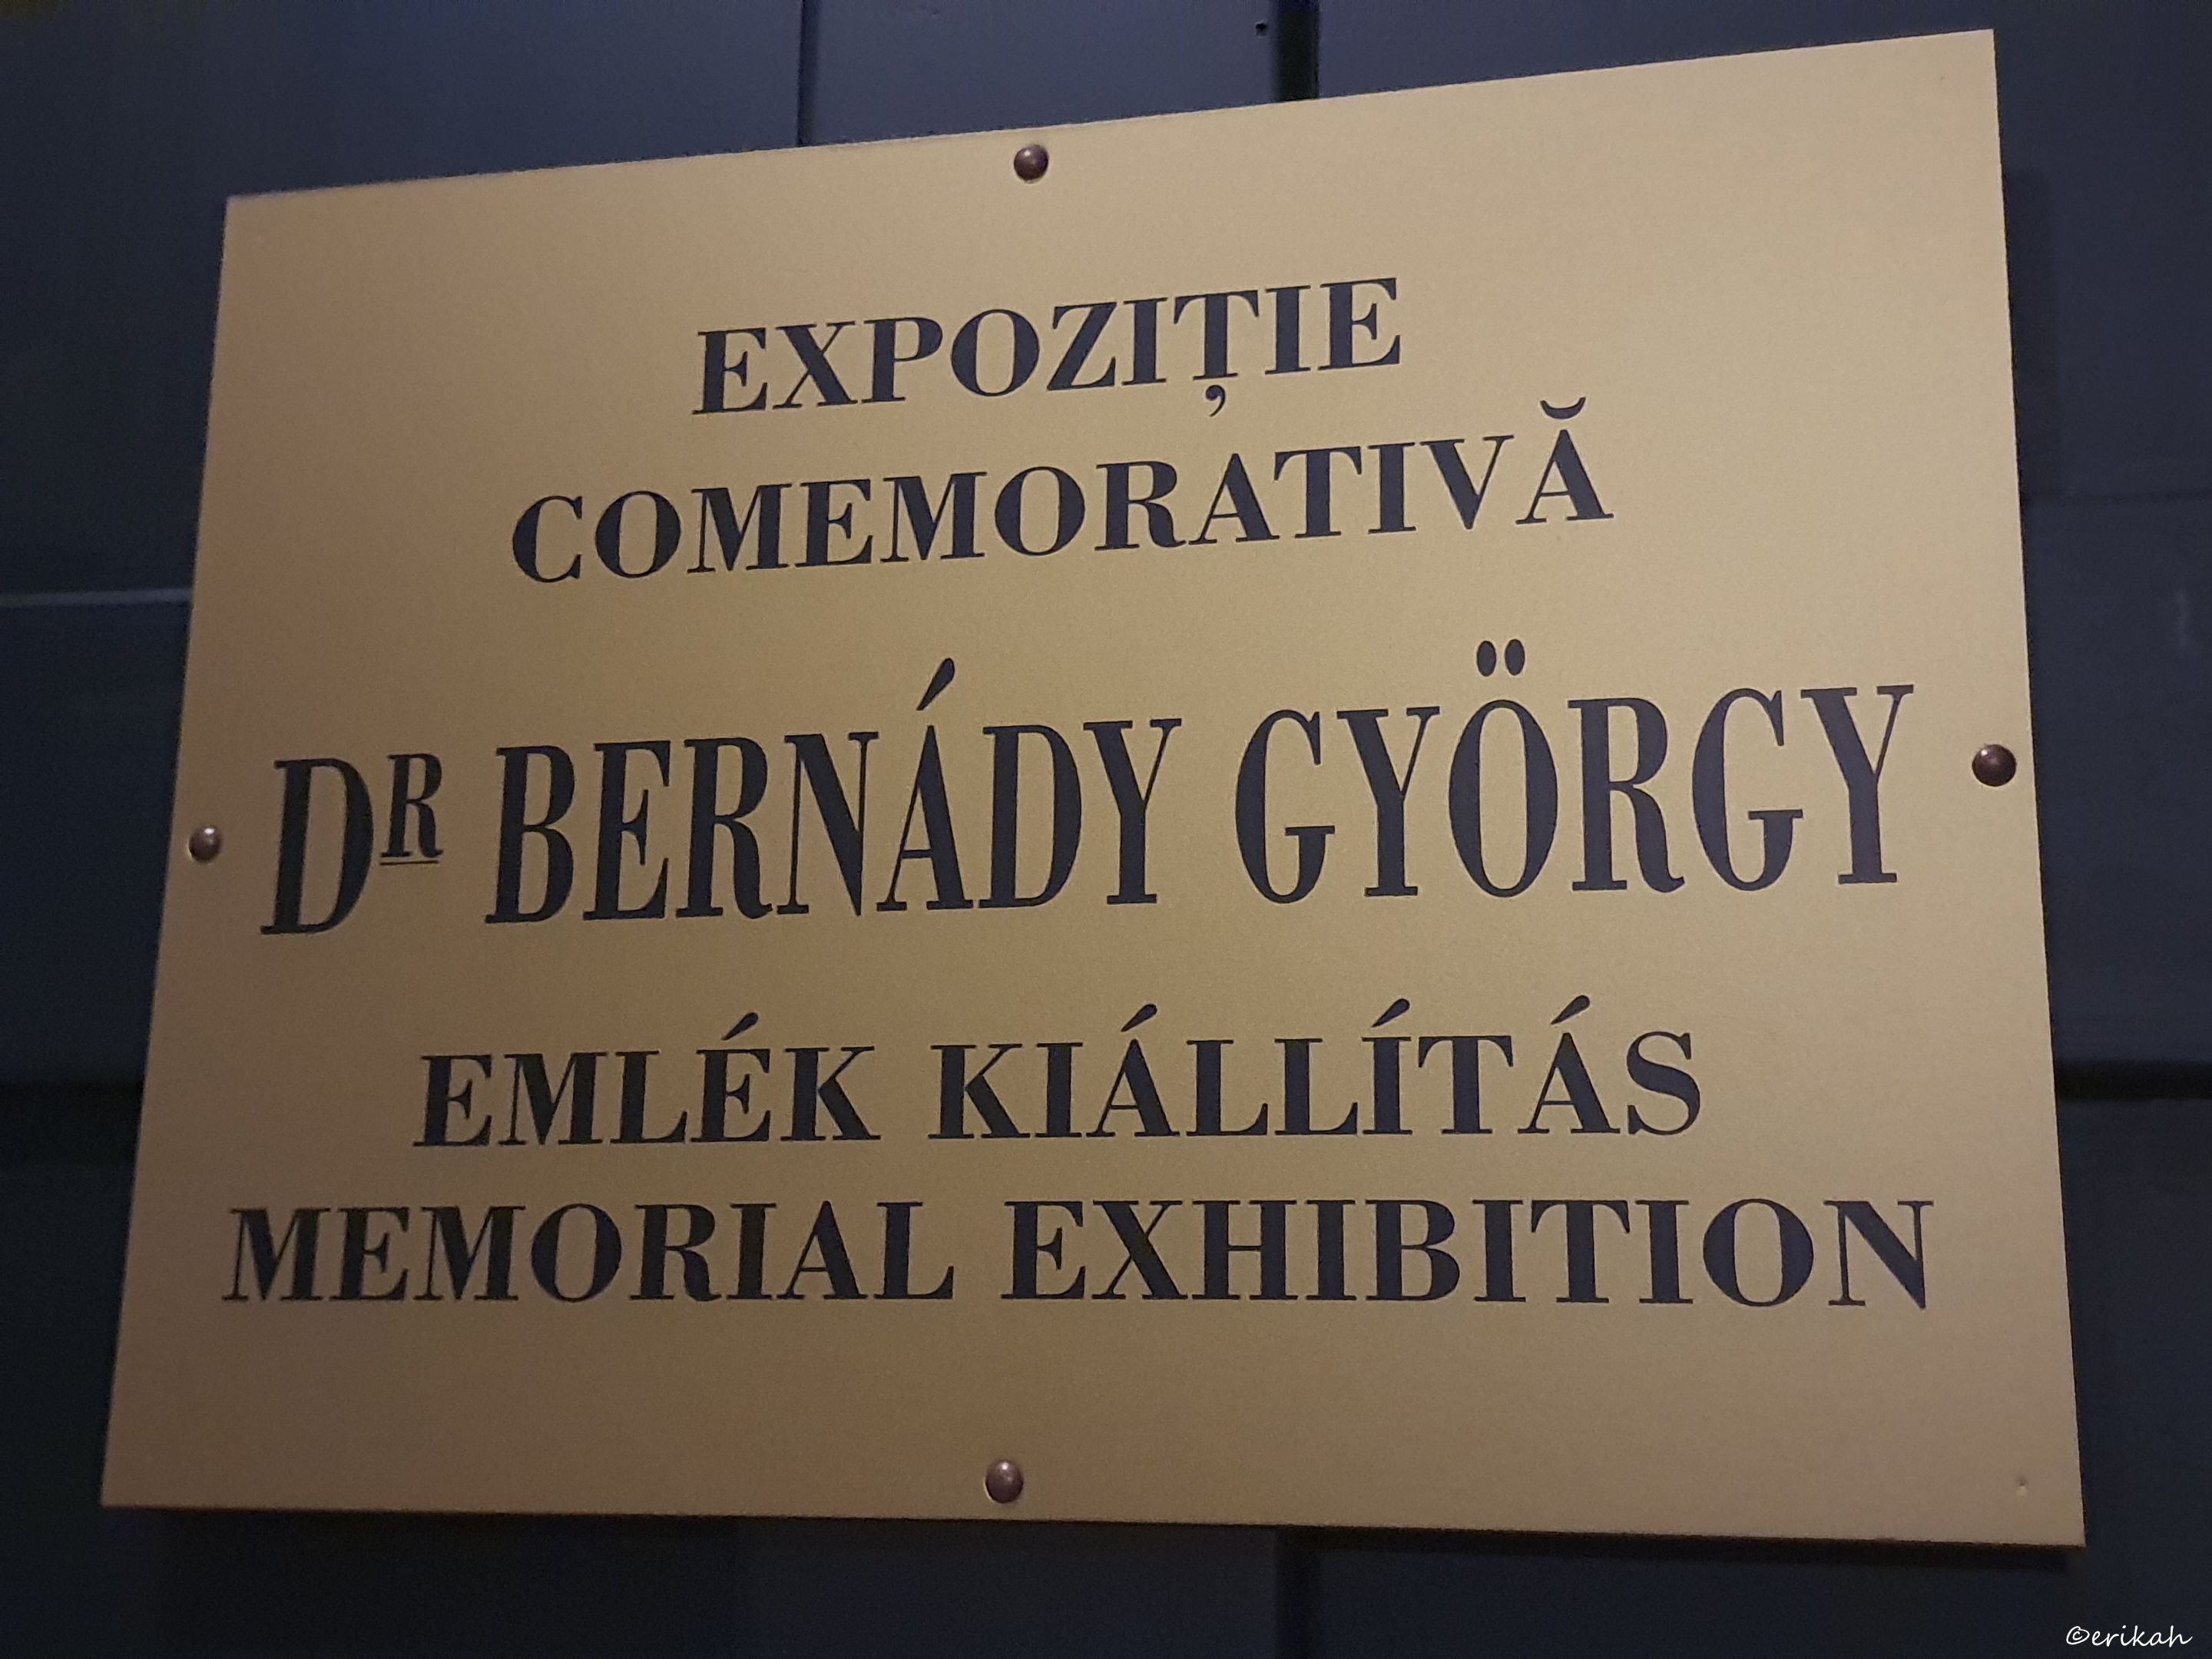 EXPOZIȚIE
COMEMORATIVĂ
DR BERNÁDY GYÖRGY
EMLÉK KIÁLLÍTÁS
MEMORIAL EXHIBITION
©erikah